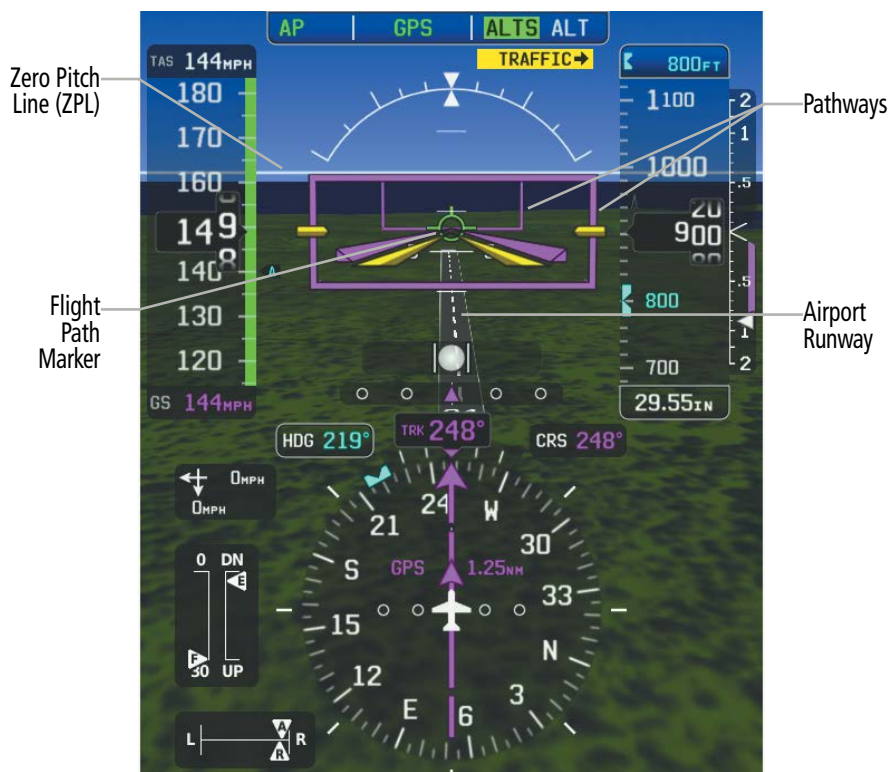 AP GPS ALTS ALT
TRAFFIC→
TAS 144MPH
800FT
Zero Pitch
Line (ZPL)
Pathways
Flight
Path
Marker
Airport
Runway
180
170
160
149
8
140
130
120
GS 144MPH
1100
1000
20
900
800
700
2
1
.5
.5
1
2
29.55IN
HDG 219°
TRK 248°
CRS 248°
0MPH
0MPH
24
W
21
30
S
GPS 1.25NM
33
15
N
12
3
E
6
0 DN
E
F
30 UP
L R
A
R